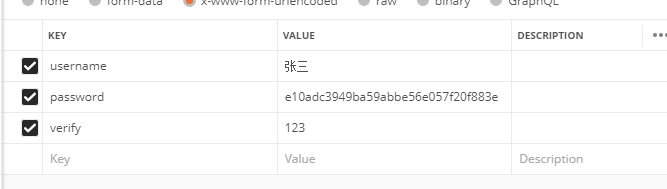 none form-data x-www-form-urlencoded raw binary GraphQL
KEY VALUE DESCRIPTION •••
username 张三
password e10adc3949ba59abbe56e057f20f883e
verify 123
Key Value Description